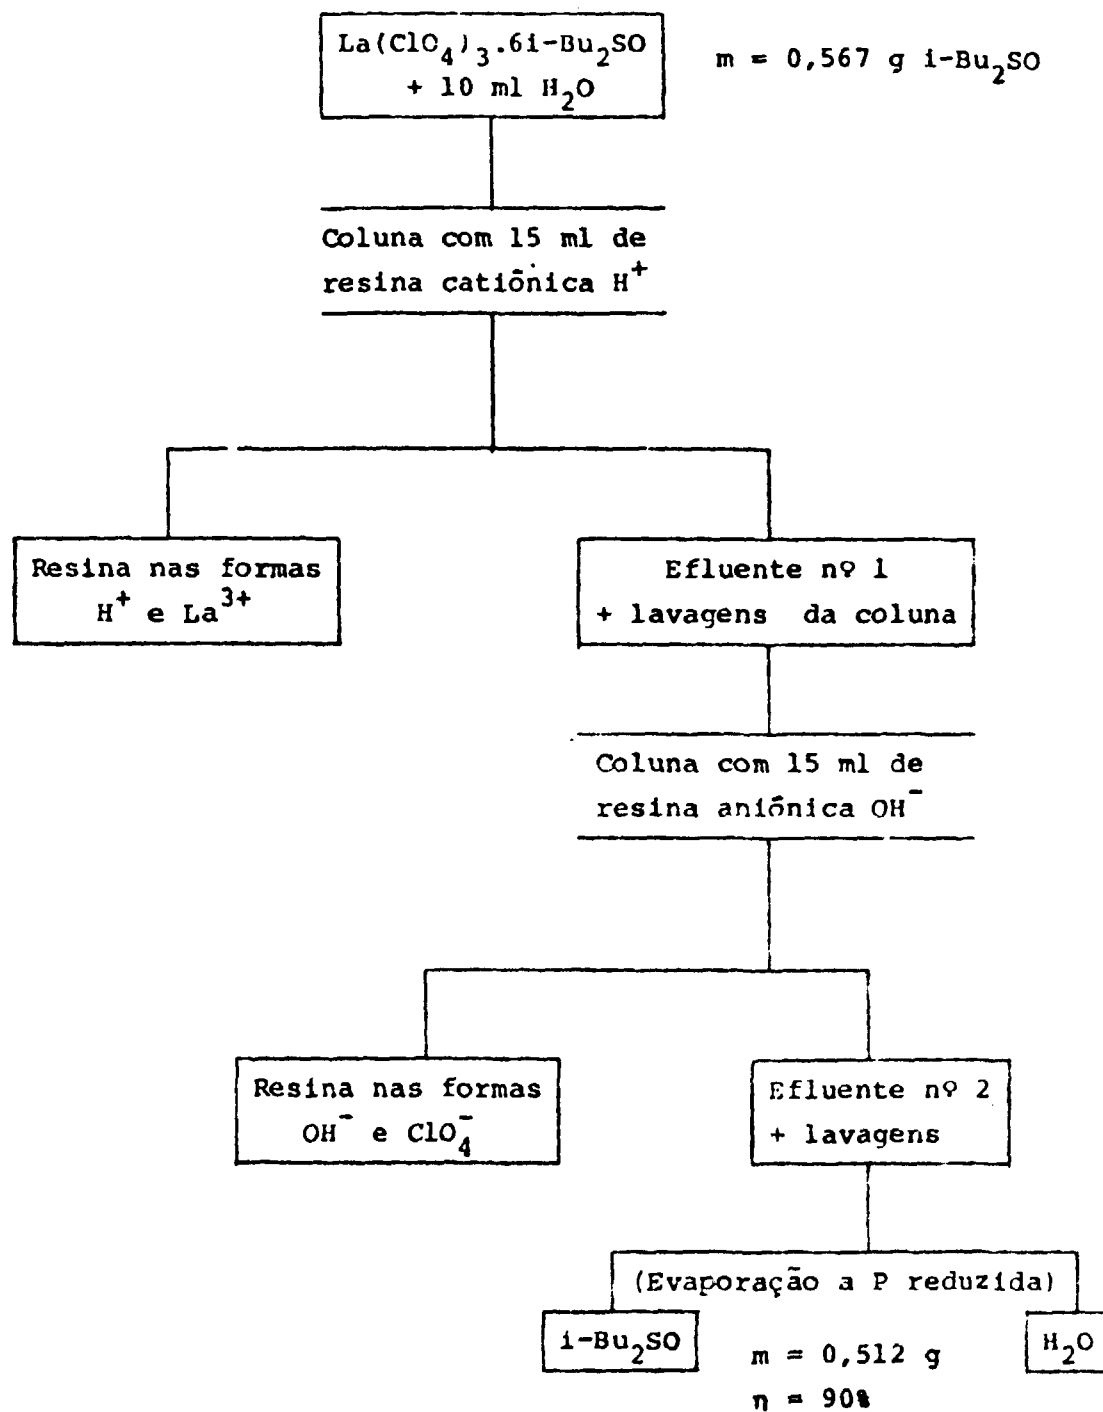 La(ClO4)3.6i-Bu2SO
+ 10 ml H2O
m = 0,567 g i-Bu2SO
Coluna com 15 ml de
resina catiõnica H+
Resina nas formas
H+ e La3+
Efluente nº 1
+ lavagens da coluna
Coluna com 15 ml de
resina aniõnica OH-
Resina nas formas
OH- e ClO4-
Efluente nº 2
+ lavagens
(Evaporação a P reduzida)
i-Bu2SO
H2O
m = 0,512 g
η = 90%